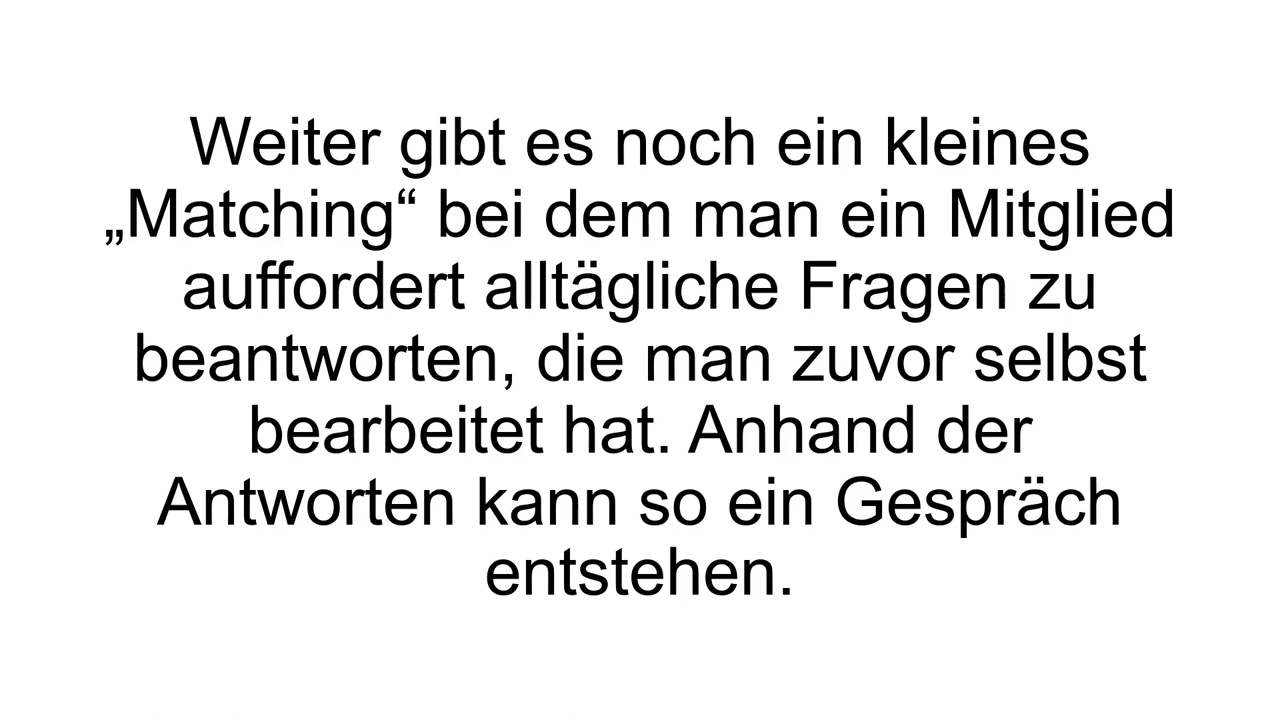 Weiter gibt es noch ein kleines
„Matching“ bei dem man ein Mitglied
auffordert alltägliche Fragen zu
beantworten, die man zuvor selbst
bearbeitet hat. Anhand der
Antworten kann so ein Gespräch
entstehen.